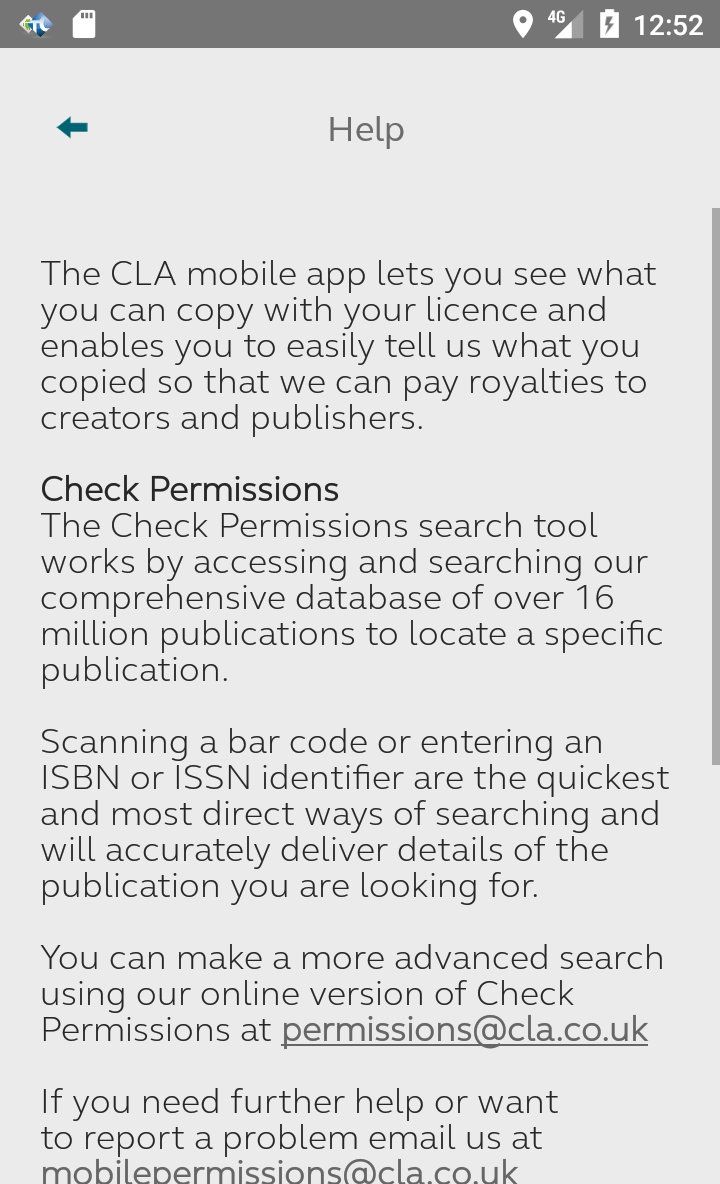 4G 12:52
Help
The CLA mobile app lets you see what
you can copy with your licence and
enables you to easily tell us what you
copied so that we can pay royalties to
creators and publishers.
Check Permissions
The Check Permissions search tool
works by accessing and searching our
comprehensive database of over 16
million publications to locate a specific
publication.
Scanning a bar code or entering an
ISBN or ISSN identifier are the quickest
and most direct ways of searching and
will accurately deliver details of the
publication you are looking for.
You can make a more advanced search
using our online version of Check
Permissions at permissions@cla.co.uk
If you need further help or want
to report a problem email us at
mobilepermissions@cla.co.uk